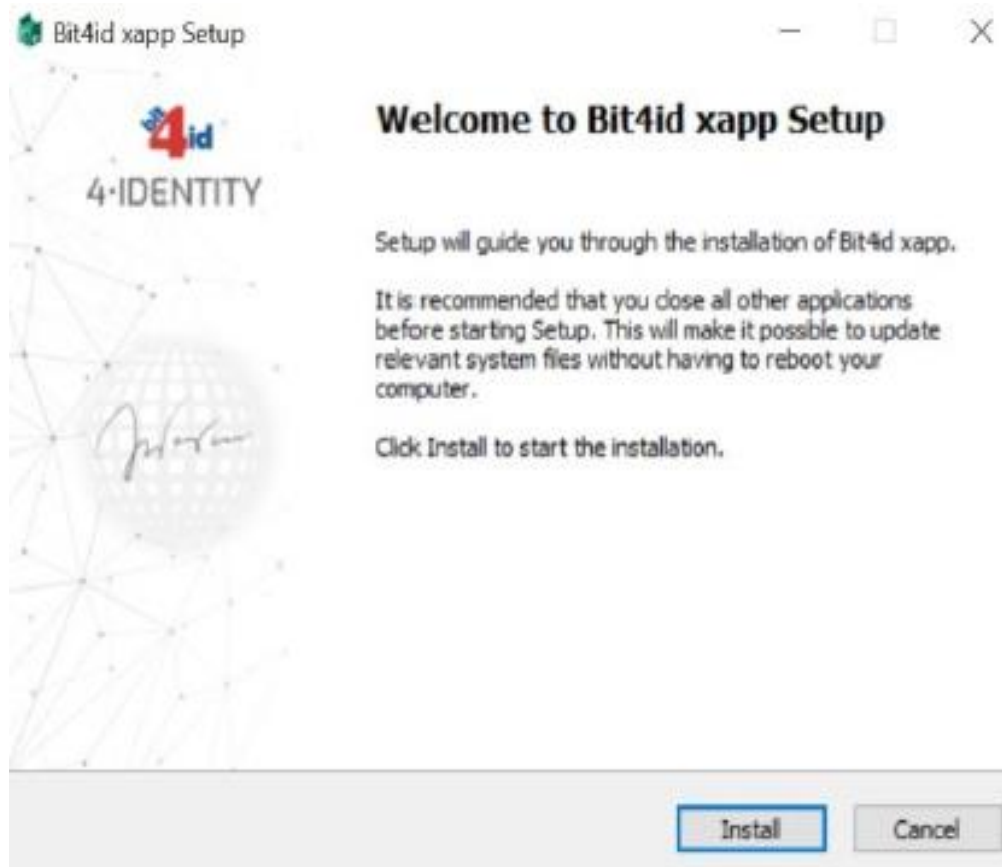 Bit4id xapp Setup
bit4id
4·IDENTITY
Welcome to Bit4id xapp Setup
Setup will guide you through the installation of Bit4id xapp.
It is recommended that you close all other applications
before starting Setup. This will make it possible to update
relevant system files without having to reboot your
computer.
Click Install to start the installation.
Install
Cancel